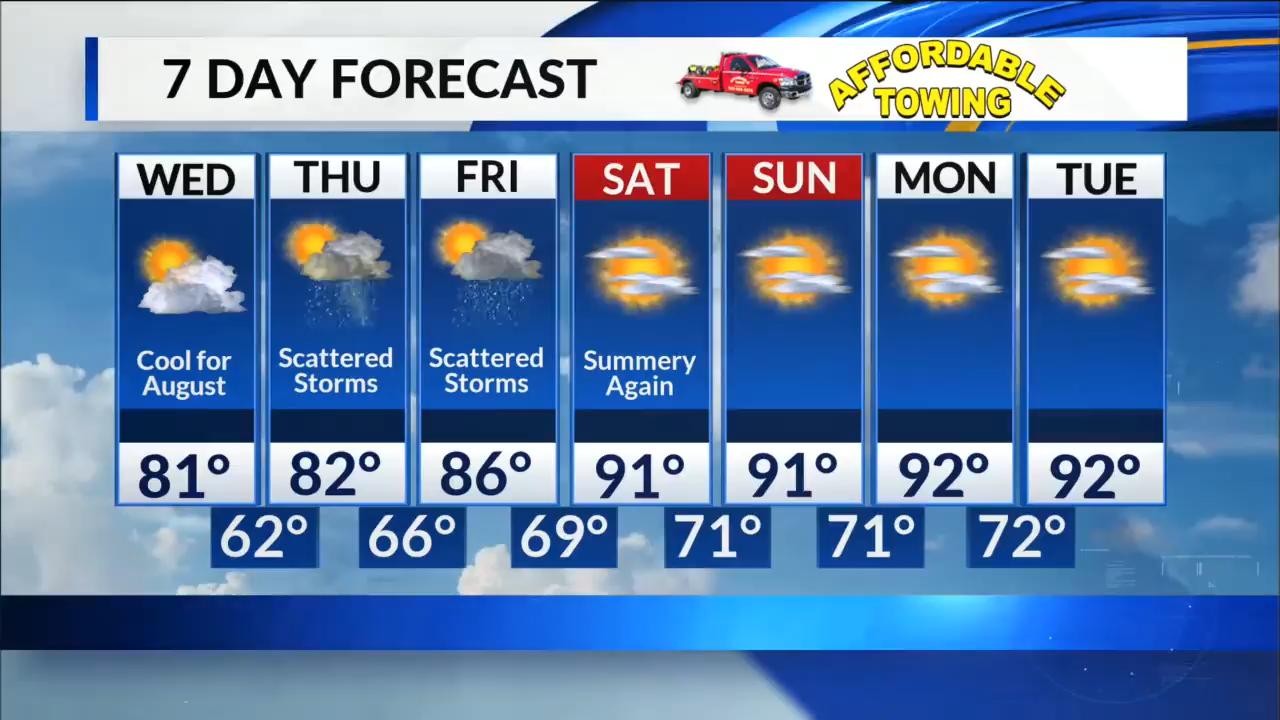 7 DAY FORECAST
AFFORDABLE
TOWING
WED THU FRI SAT SUN MON TUE
Cool for August
Scattered Storms
Scattered Storms
Summery Again
81° 82° 86° 91° 91° 92° 92°
62° 66° 69° 71° 71° 72°